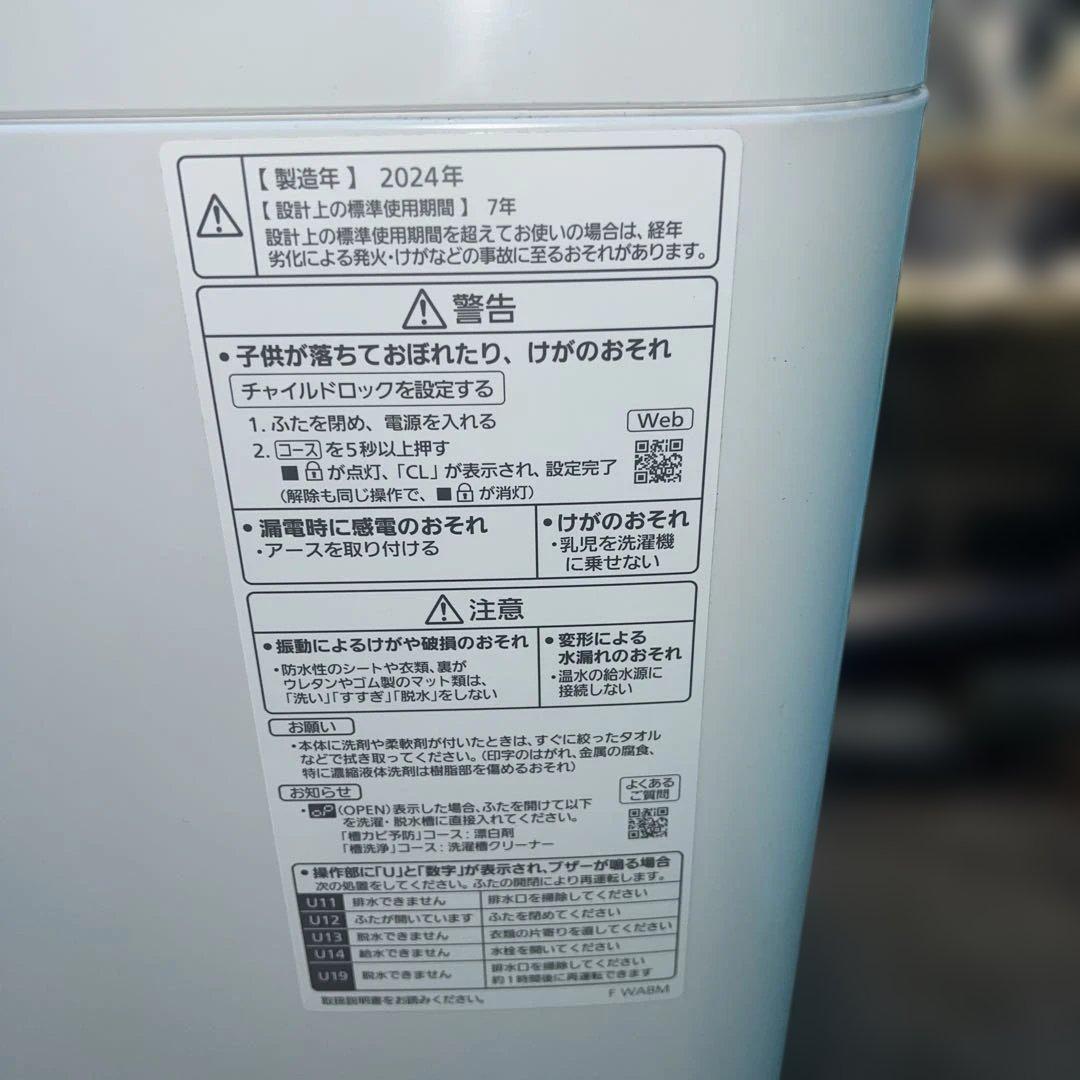 【 製造年 】 2024年
【 設計上の標準使用期間 】 7年
設計上の標準使用期間を超えてお使いの場合は、経年
劣化による発火・けがなどの事故に至るおそれがあります。
警告
・子供が落ちておぼれたり、けがのおそれ
チャイルドロックを設定する
1. ふたを閉め、電源を入れる
Web
2. コースを5秒以上押す
■が点灯、「CL」が表示され、設定完了
(解除も同じ操作で、■が消灯)
・漏電時に感電のおそれ
・アースを取り付ける
・けがのおそれ
・乳児を洗濯機
に乗せない
注意
・振動によるけがや破損のおそれ
・防水性のシートや衣類、裏が
ウレタンやゴム製のマット類は、
「洗い」「すすぎ」「脱水」をしない
・変形による
水漏れのおそれ
・温水の給水源に
接続しない
お願い
・本体に洗剤や柔軟剤が付いたときは、すぐに絞ったタオル
などで拭き取ってください。(印字のはがれ、金属の腐食、
特に濃縮液体洗剤は樹脂部を傷めるおそれ)
お知らせ
よくある
ご質問
・oP(OPEN)表示した場合、ふたを開けて以下
を洗濯・脱水槽に直接入れてください。
「槽カビ予防」コース : 漂白剤
「槽洗浄」コース : 洗濯槽クリーナー
・操作部に「U」と「数字」が表示され、ブザーが鳴る場合
次の処置をしてください。ふたの開閉により再運転します。
U11 排水できません 排水口を掃除してください
U12 ふたが開いています ふたを閉めてください
U13 脱水できません 衣類の片寄りを直してください
U14 給水できません 水栓を開いてください
U19 脱水できません 排水口を掃除してください
約1時間後に再運転できます
取扱説明書をお読みください。
F WA8M